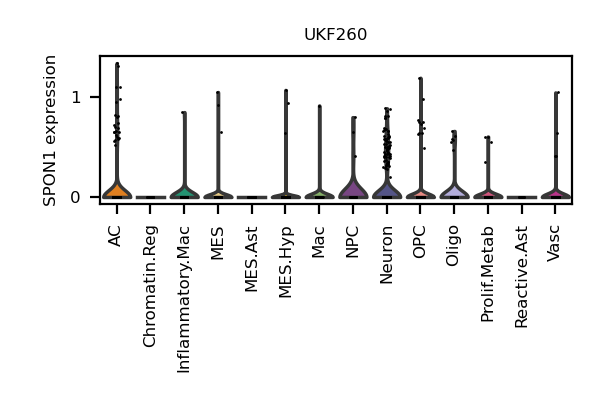 UKF260
SPON1 expression
1
0
AC
Chromatin.Reg
Inflammatory.Mac
MES
MES.Ast
MES.Hyp
Mac
NPC
Neuron
OPC
Oligo
Prolif.Metab
Reactive.Ast
Vasc